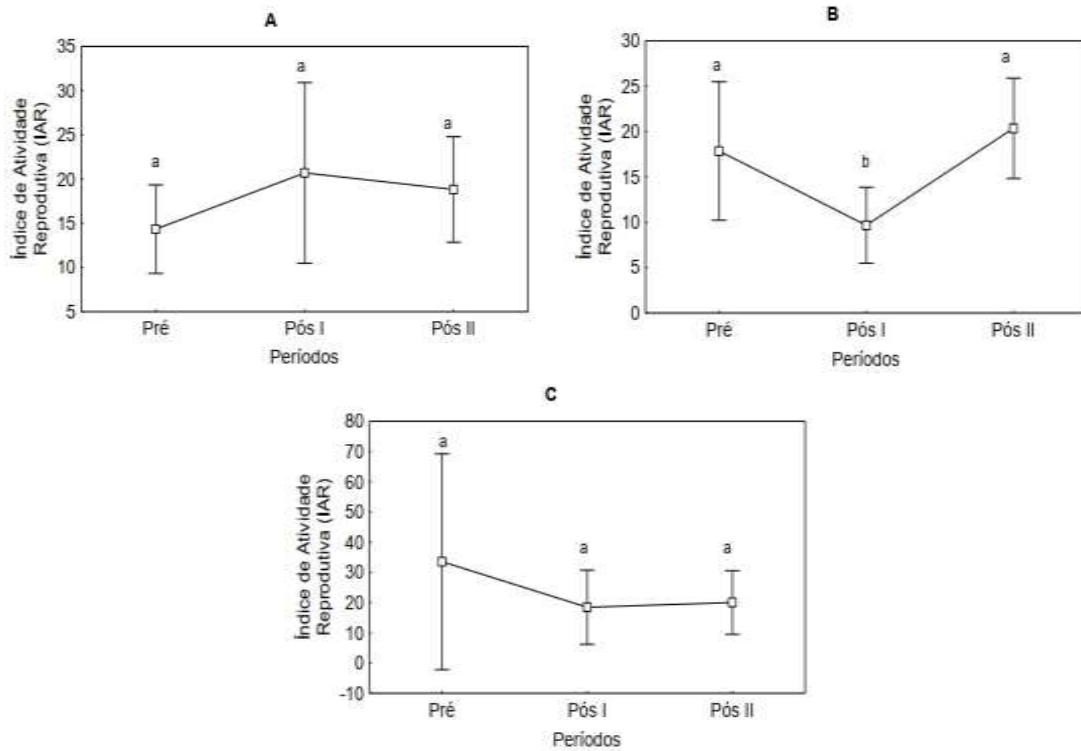 A
Índice de Atividade
Reprodutiva (IAR)
35
30
25
20
15
10
5
a
a
a
Pré
Pós I
Pós II
Períodos
B
Índice de Atividade
Reprodutiva (IAR)
30
25
20
15
10
5
0
a
b
a
Pré
Pós I
Pós II
Períodos
C
Índice de Atividade
Reprodutiva (IAR)
80
70
60
50
40
30
20
10
0
-10
a
a
a
Pré
Pós I
Pós II
Períodos